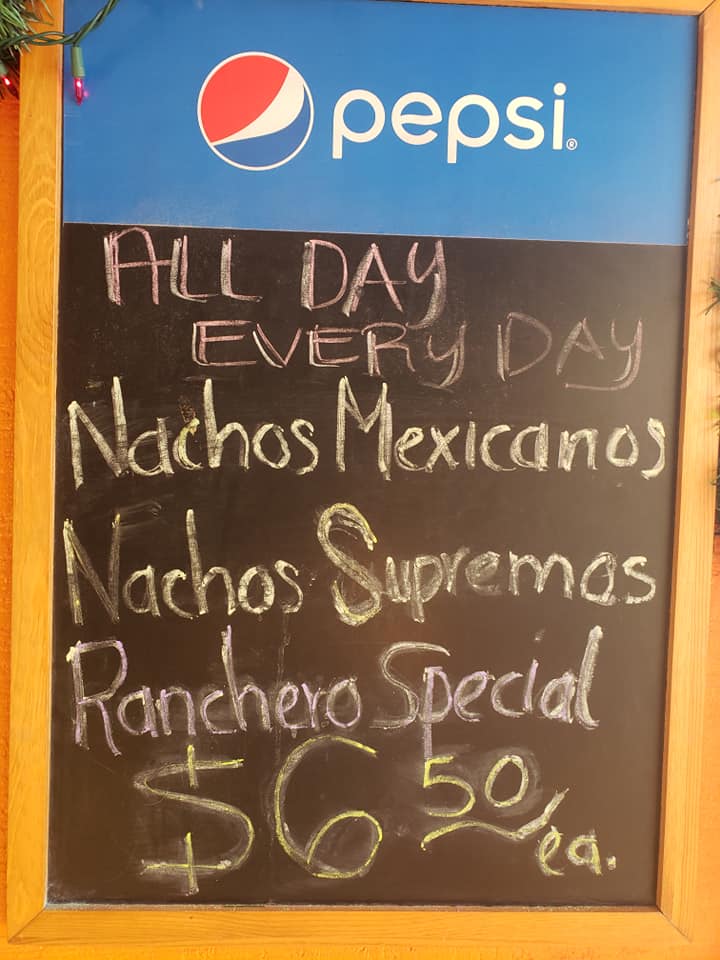 pepsi®
ALL DAY
EVERY DAY
Nachos Mexicanos
Nachos Supremos
Ranchero Special
$6 50/ea.